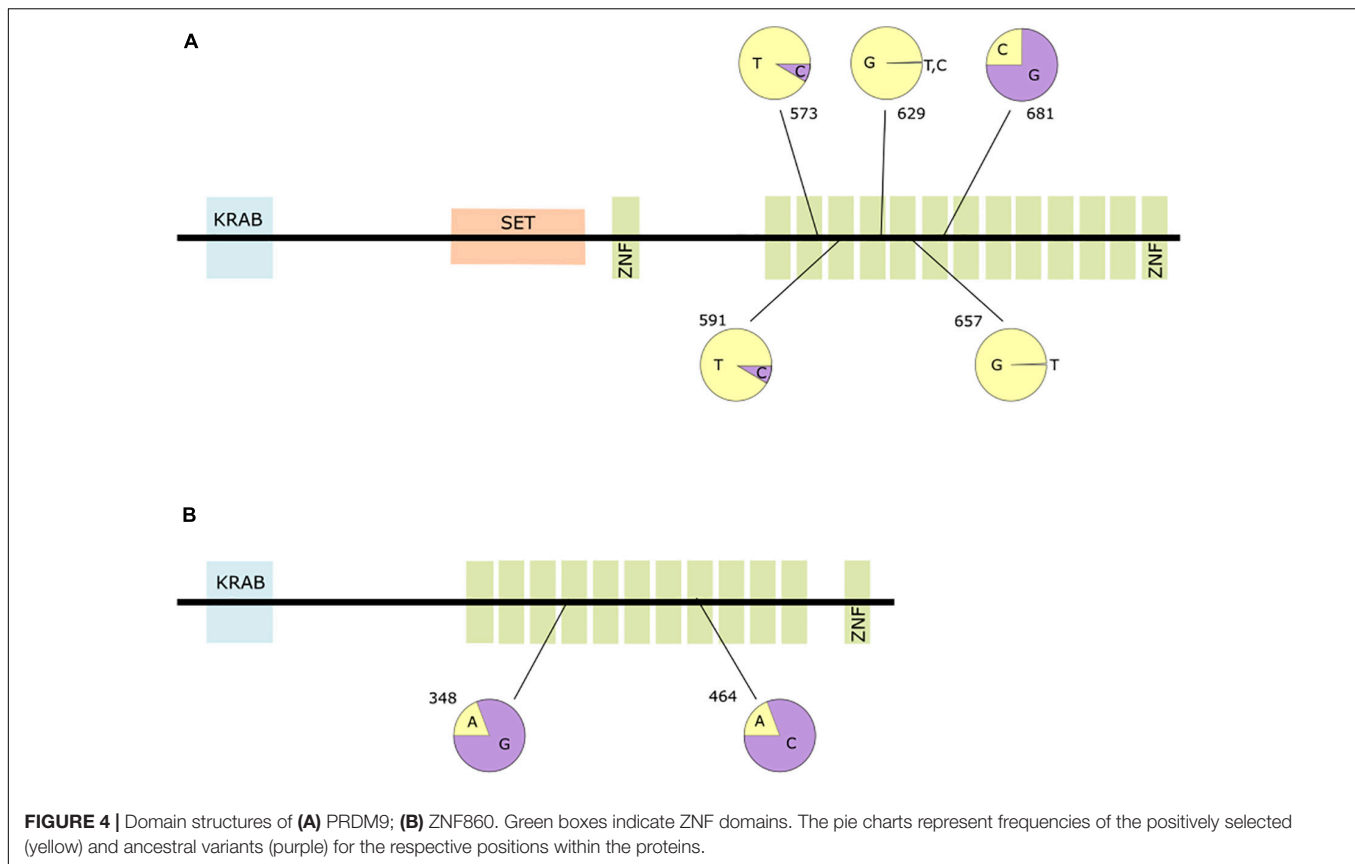 A
T
C
573
G
T,C
629
C
G
681
KRAB
SET
ZNF
ZNF
591
T
C
657
G
T
B
KRAB
ZNF
348
A
G
464
A
C
FIGURE 4 | Domain structures of (A) PRDM9; (B) ZNF860. Green boxes indicate ZNF domains. The pie charts represent frequencies of the positively selected
(yellow) and ancestral variants (purple) for the respective positions within the proteins.